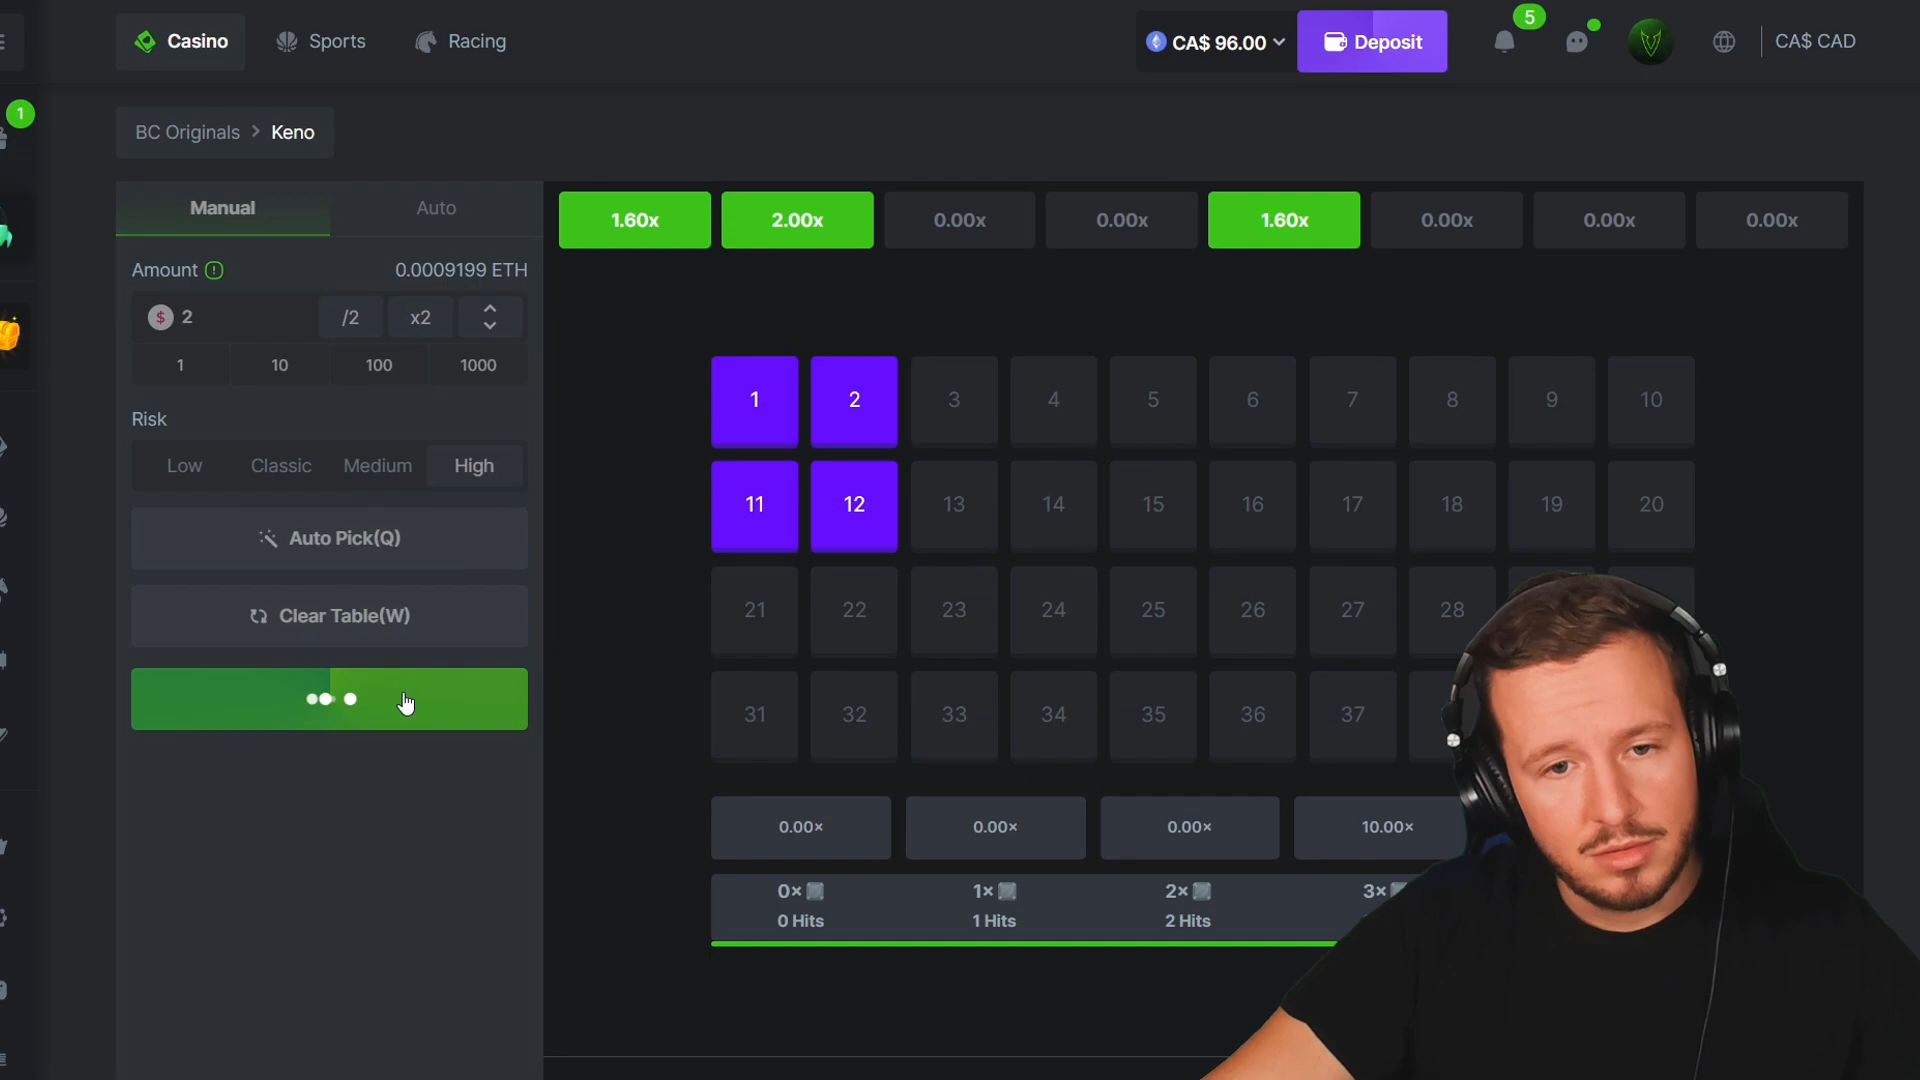 Casino Sports Racing CA$ 96.00 Deposit 5 CA$ CAD
1
BC Originals > Keno
Manual Auto
1.60x 2.00x 0.00x 0.00x 1.60x 0.00x 0.00x 0.00x
Amount 0.0009199 ETH
$ 2 /2 x2
1 10 100 1000
Risk
Low Classic Medium High
Auto Pick(Q)
Clear Table(W)
1 2 3 4 5 6 7 8 9 10
11 12 13 14 15 16 17 18 19 20
21 22 23 24 25 26 27 28
31 32 33 34 35 36 37
0.00× 0.00× 0.00× 10.00×
0× 1× 2× 3×
0 Hits 1 Hits 2 Hits